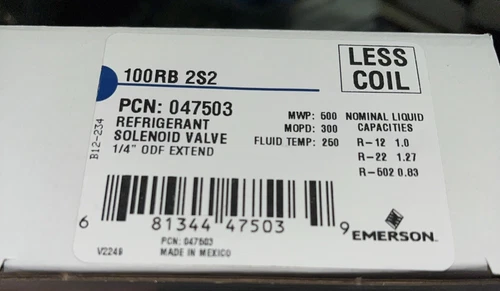 LESS
COIL
100RB 2S2
PCN: 047503
REFRIGERANT
SOLENOID VALVE
1/4" ODF EXTEND
MWP: 500
MOPD: 300
FLUID TEMP: 250
NOMINAL LIQUID
CAPACITIES
R-12 1.0
R-22 1.27
R-502 0.83
B12-234
6 81344 47503 9
PCN: 047503
MADE IN MEXICO
V2249
EMERSON